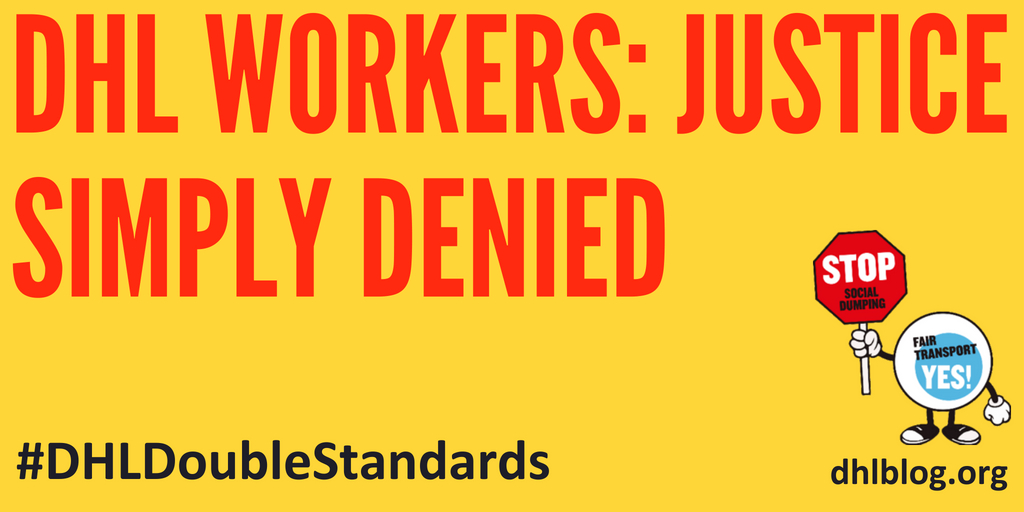 DHL WORKERS: JUSTICE
SIMPLY DENIED
STOP
SOCIAL
DUMPING
FAIR
TRANSPORT
YES!
#DHLDoubleStandards
dhlblog.org